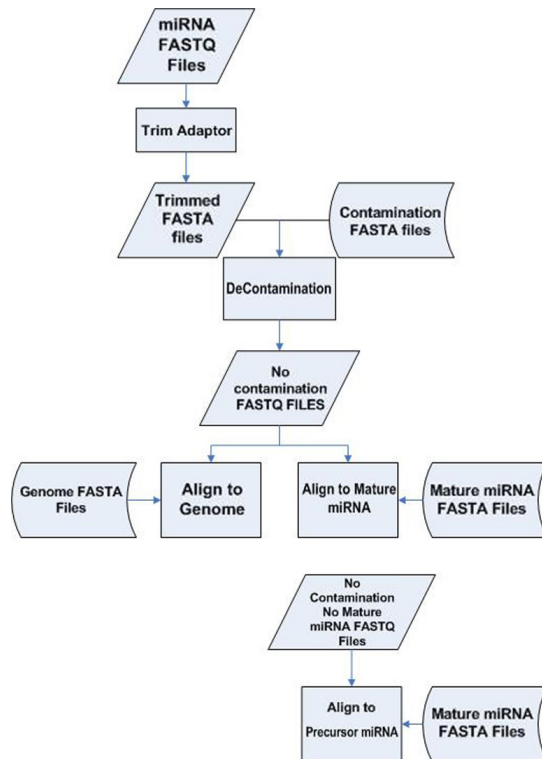 miRNA
FASTQ
Files
Trim Adaptor
Trimmed
FASTA
files
Contamination
FASTA files
DeContamination
No
contamination
FASTQ FILES
Genome FASTA
Files
Align to
Genome
Align to Mature
miRNA
Mature miRNA
FASTA Files
No
Contamination
No Mature
miRNA FASTQ
Files
Align to
Precursor miRNA
Mature miRNA
FASTA Files